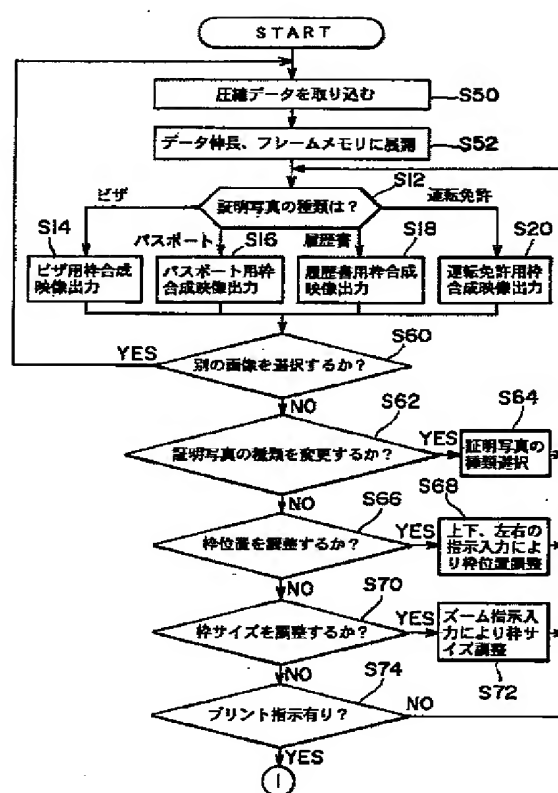 START
圧縮データを取り込む
S50
データ伸長、フレームメモリに展開
S52
証明写真の種類は?
S12
ビザ
パスポート
履歴書
運転免許
S14
S16
S18
S20
ビザ用枠合成
映像出力
パスポート用枠
合成映像出力
履歴書用枠合成
映像出力
運転免許用枠
合成映像出力
YES
別の画像を選択するか?
S60
NO
S62
証明写真の種類を変更するか?
YES
S64
証明写真の
種類選択
NO
S66
枠位置を調整するか?
YES
S68
上下、左右の
指示入力によ
り枠位置調整
NO
S70
枠サイズを調整するか?
YES
ズーム指示入
力により枠サ
イズ調整
S72
NO
S74
プリント指示有り?
NO
YES
1